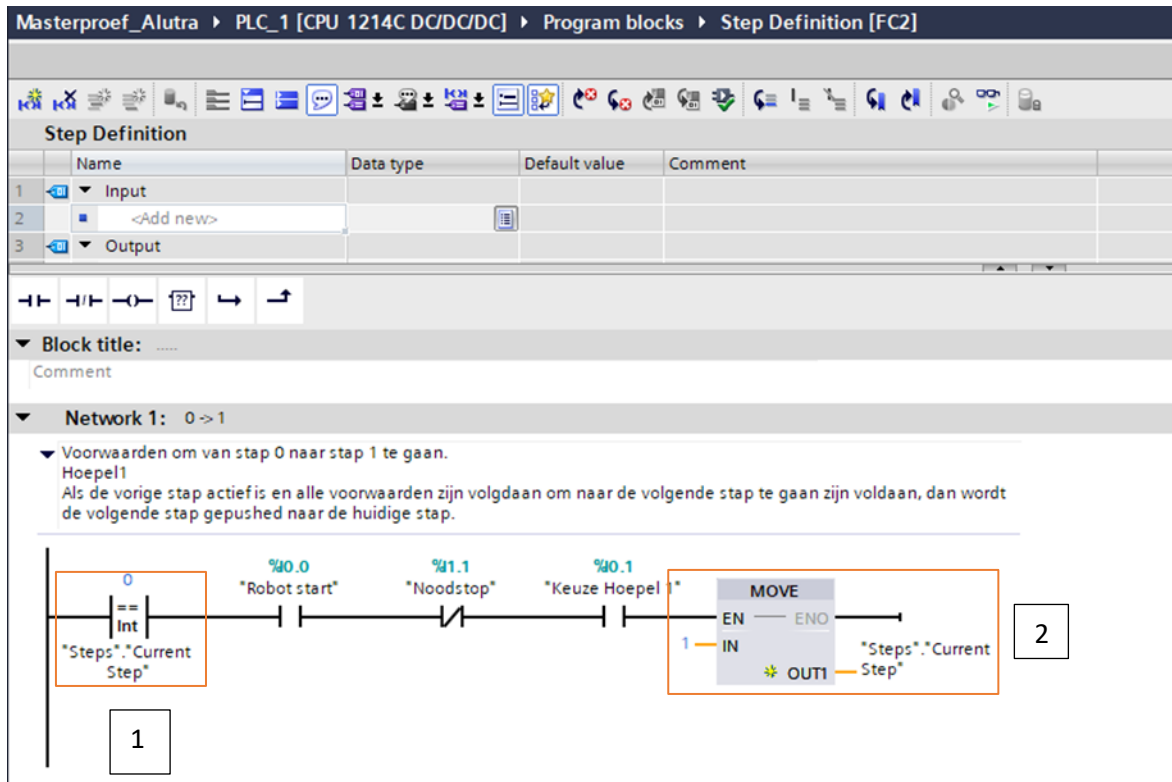 Masterproef_Alutra ▸ PLC_1 [CPU 1214C DC/DC/DC] ▸ Program blocks ▸ Step Definition [FC2]
Step Definition
Name Data type Default value Comment
1 Input
2 <Add new>
3 Output
??
Block title: .....
Comment
Network 1: 0 -> 1
Voorwaarden om van stap 0 naar stap 1 te gaan.
Hoepel1
Als de vorige stap actief is en alle voorwaarden zijn volgdaan om naar de volgende stap te gaan zijn voldaan, dan wordt
de volgende stap gepushed naar de huidige stap.
%I0.0 %I1.1 %I0.1
0 "Robot start" "Noodstop" "Keuze Hoepel 1" MOVE
==
Int
EN ENO
"Steps"."Current
Step"
1 IN
"Steps"."Current
OUT1 Step"
2
1